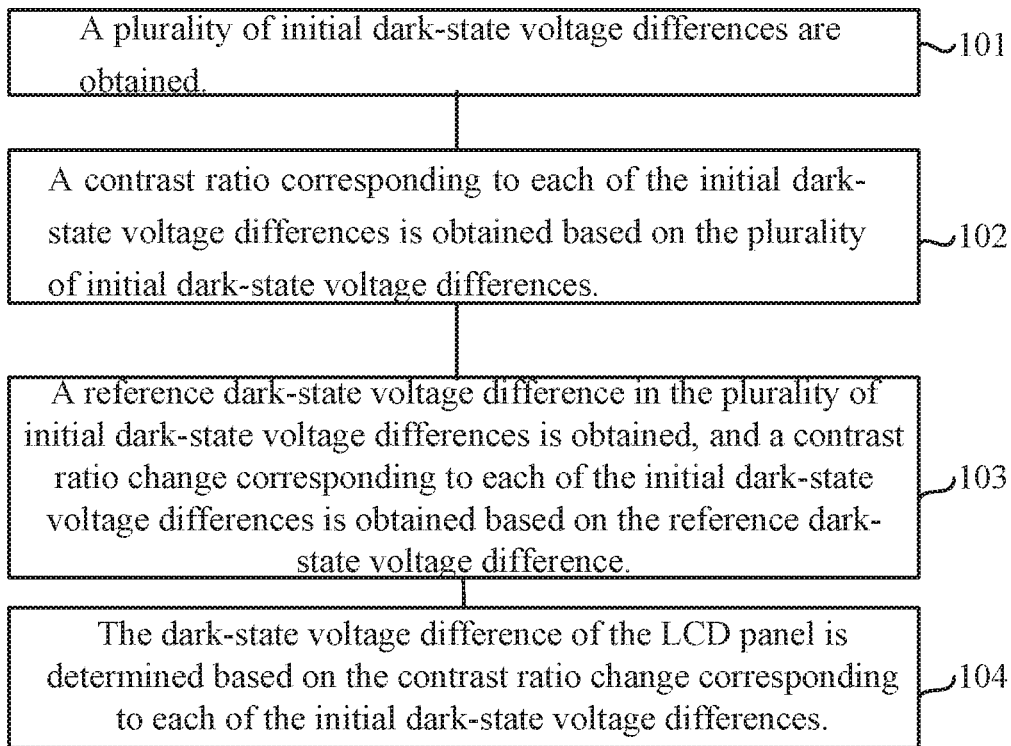 A plurality of initial dark-state voltage differences are
obtained.
101
A contrast ratio corresponding to each of the initial dark-
state voltage differences is obtained based on the plurality
of initial dark-state voltage differences.
102
A reference dark-state voltage difference in the plurality of
initial dark-state voltage differences is obtained, and a contrast
ratio change corresponding to each of the initial dark-state
voltage differences is obtained based on the reference dark-
state voltage difference.
103
The dark-state voltage difference of the LCD panel is
determined based on the contrast ratio change corresponding
to each of the initial dark-state voltage differences.
104